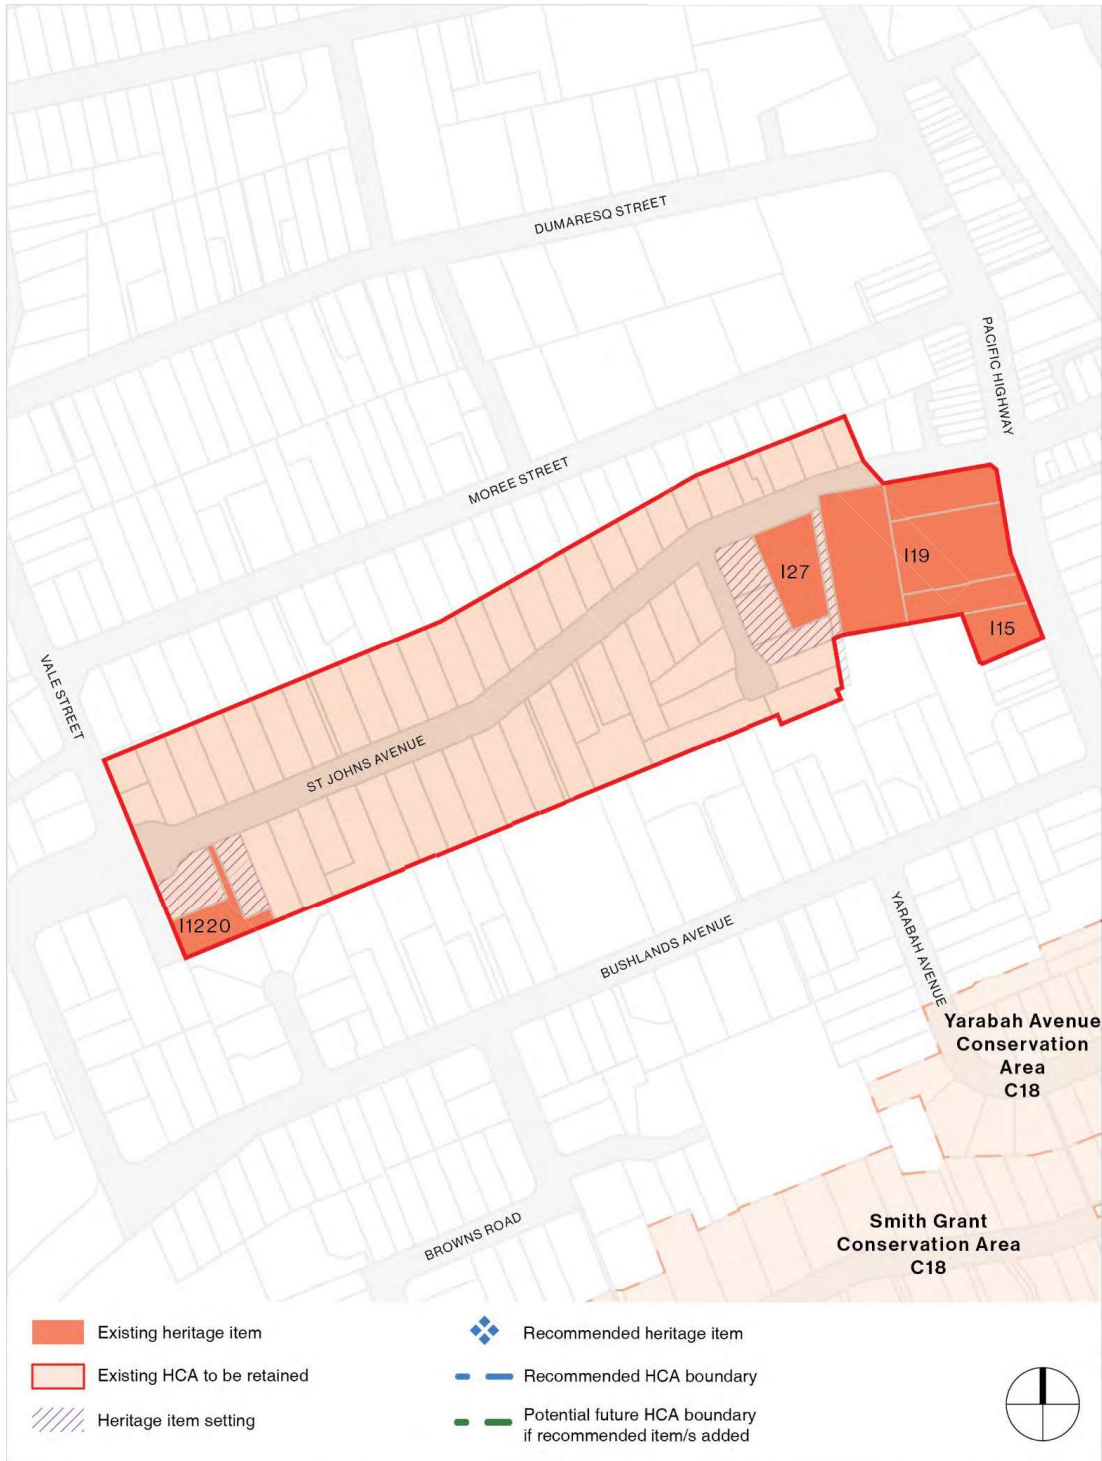 DUMARESQ STREET
PACIFIC HIGHWAY
MOREE STREET
I19
I27
I15
VALE STREET
ST JOHNS AVENUE
I1220
YARABAH AVENUE
BUSHLANDS AVENUE
Yarabah Avenue
Conservation
Area
C18
BROWNS ROAD
Smith Grant
Conservation Area
C18
Existing heritage item
Existing HCA to be retained
Heritage item setting
Recommended heritage item
Recommended HCA boundary
Potential future HCA boundary
if recommended item/s added